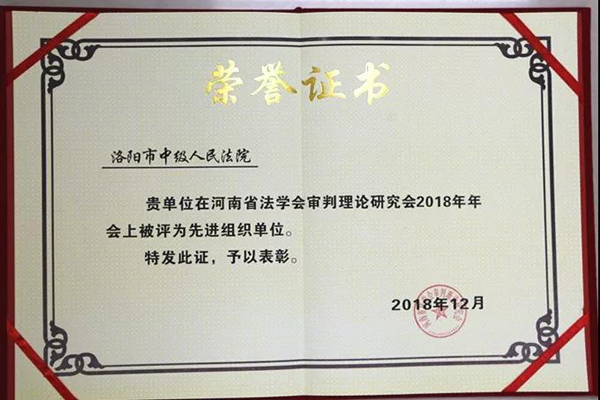 荣誉证书
洛阳市中级人民法院
贵单位在河南省法学会审判理论研究会2018年年
会上被评为先进组织单位。
特发此证，予以表彰。
2018年12月